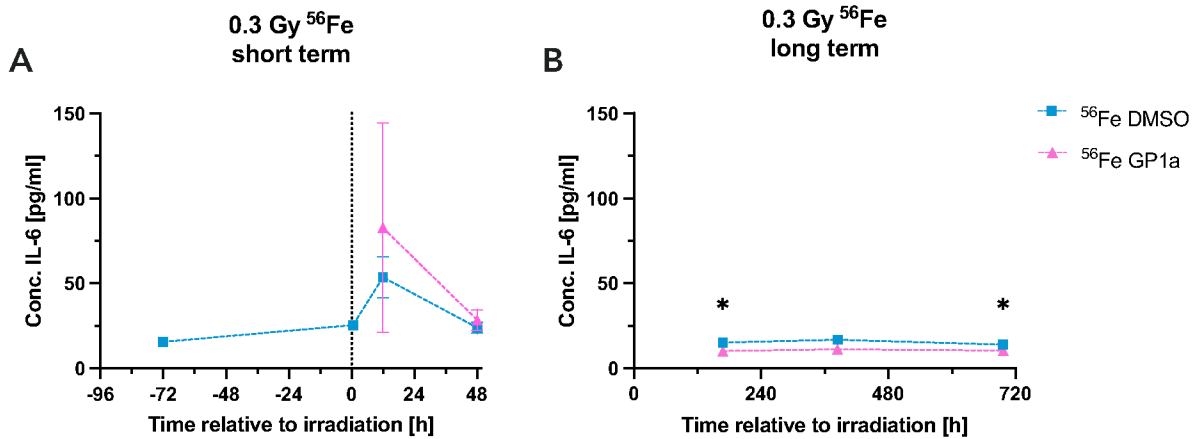 A
0.3 Gy ⁵⁶Fe
short term
Conc. IL-6 [pg/ml]
150
100
50
0
-96 -72 -48 -24 0 24 48
Time relative to irradiation [h]
B
0.3 Gy ⁵⁶Fe
long term
Conc. IL-6 [pg/ml]
150
100
50
0
* *
0 240 480 720
Time relative to irradiation [h]
⁵⁶Fe DMSO
⁵⁶Fe GP1a